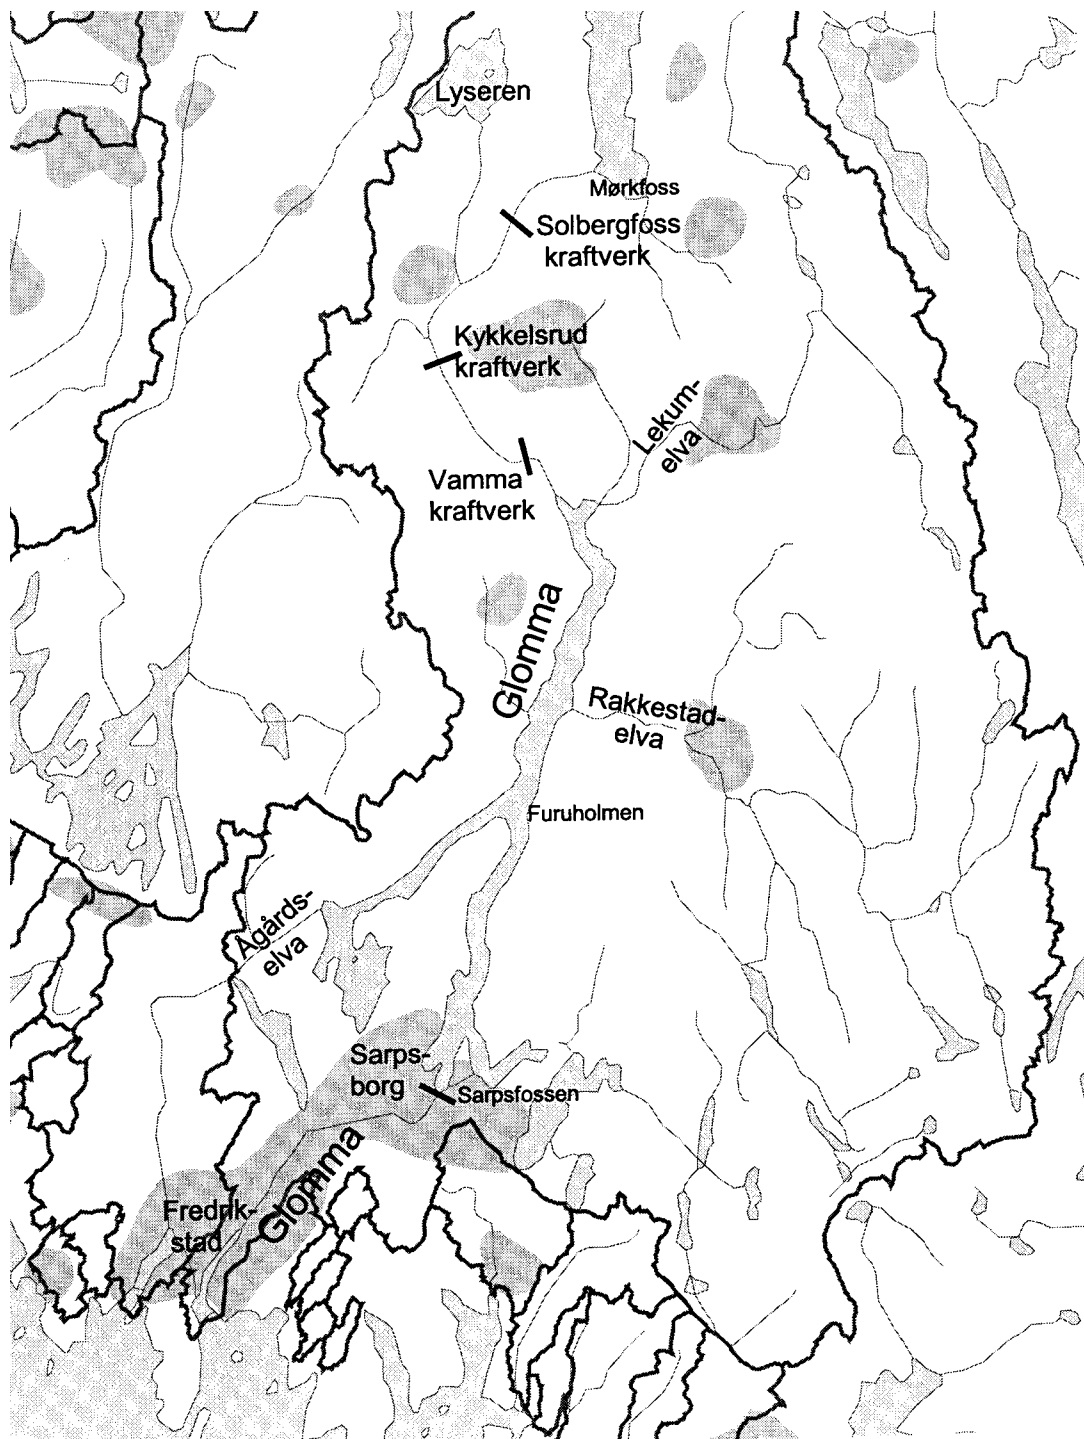 Lyseren
Mørkfoss
Solbergfoss
kraftverk
Kykkelsrud
kraftverk
Lekum-
elva
Vamma
kraftverk
Glomma
Rakkestad-
elva
Furuholmen
Ågårds-
elva
Sarps-
borg
Sarpsfossen
Glomma
Fredrik-
stad